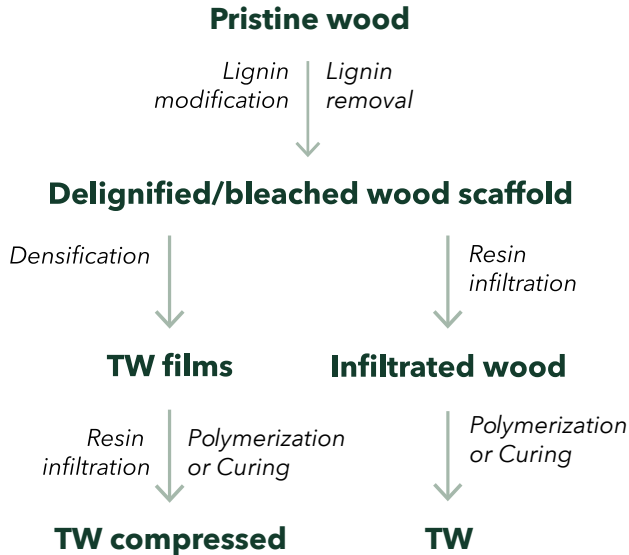 Pristine wood
Lignin
modification
Lignin
removal
Delignified/bleached wood scaffold
Densification
Resin
infiltration
TW films
Infiltrated wood
Resin
infiltration
Polymerization
or Curing
Polymerization
or Curing
TW compressed
TW